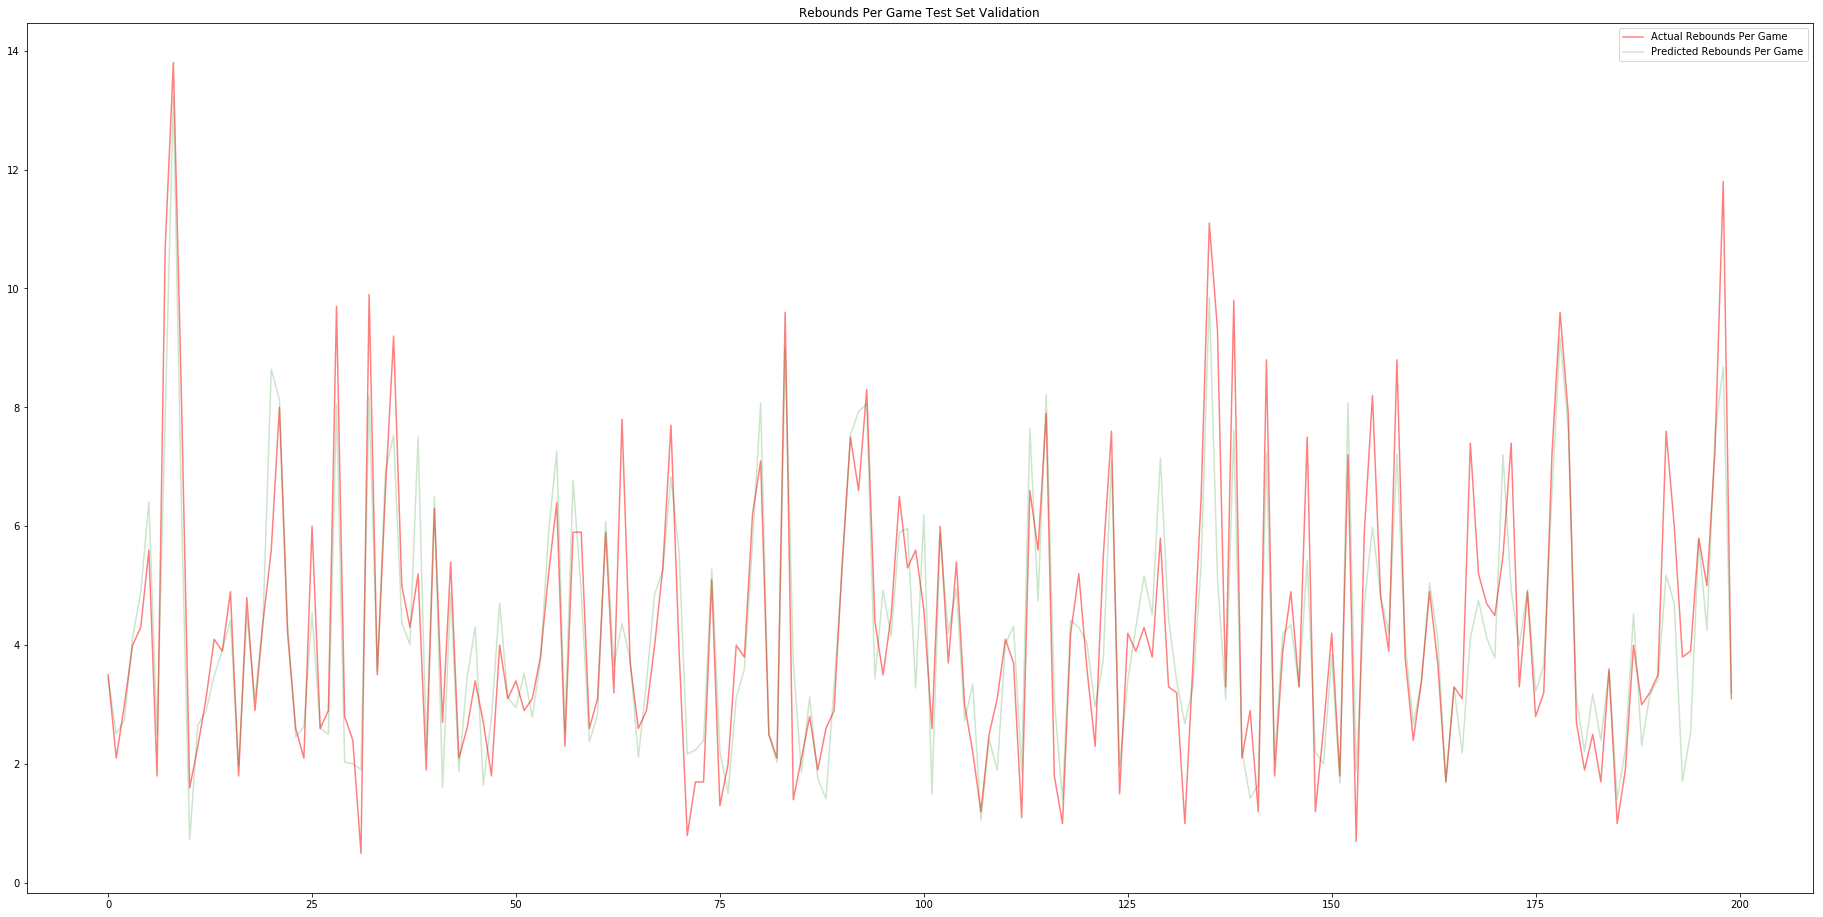 Rebounds Per Game Test Set Validation
Actual Rebounds Per Game
Predicted Rebounds Per Game
14
12
10
8
6
4
2
0
0 25 50 75 100 125 150 175 200